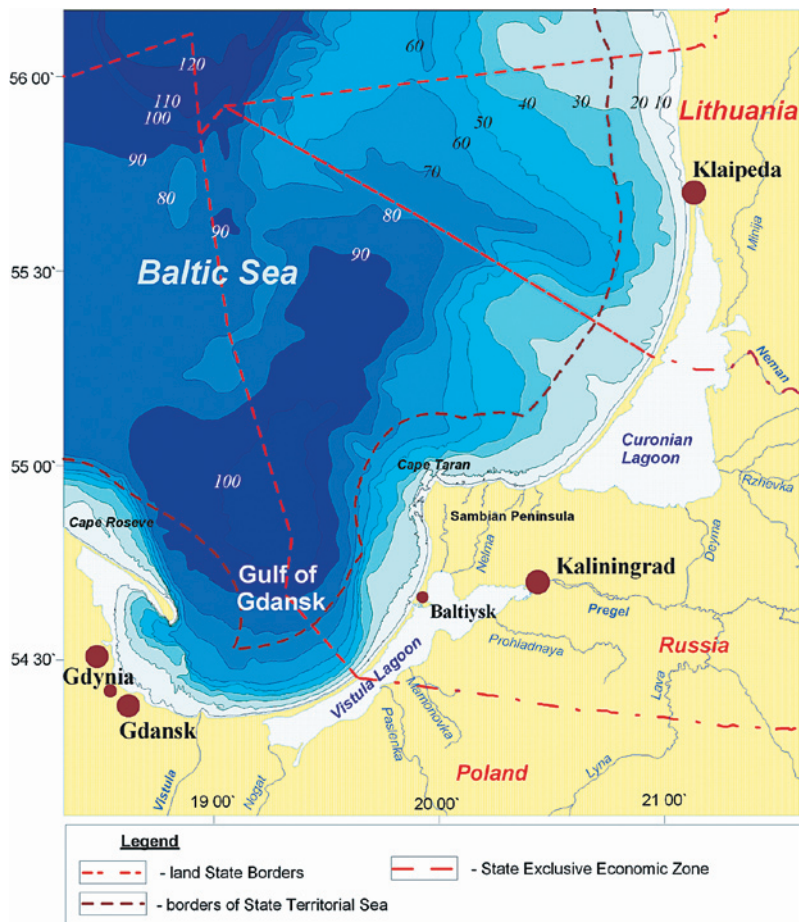 56 00`
55 30`
55 00`
54 30`
120
110
100
90
80
90
60
50
60
70
80
90
40
30
20
10
100
Lithuania
Klaipeda
Minija
Baltic Sea
Neman
Curonian
Lagoon
Rzhevka
Cape Taran
Cape Roseve
Sambian Peninsula
Nelma
Deyma
Kaliningrad
Gulf of
Gdansk
Baltiysk
Pregel
Prohladnaya
Russia
Vistula Lagoon
Gdynia
Gdansk
Mamonovka
Pasienka
Lava
Lyna
Poland
Vistula
Nogat
19 00`
20 00`
21 00`
Legend
- land State Borders
- State Exclusive Economic Zone
- borders of State Territorial Sea